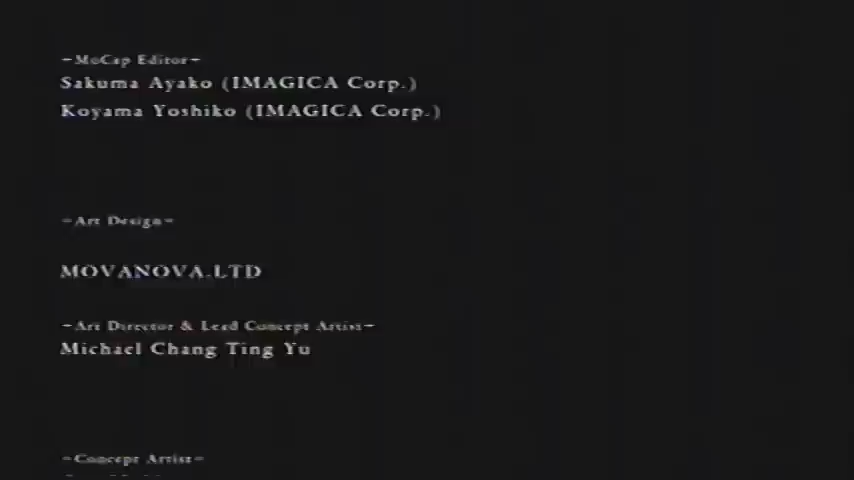 -MoCap Editor-
Sakuma Ayako (IMAGICA Corp.)
Koyama Yoshiko (IMAGICA Corp.)
-Art Design-
MOVANOVA.LTD
-Art Director & Lead Concept Artist-
Michael Chang Ting Yu
-Concept Artist-